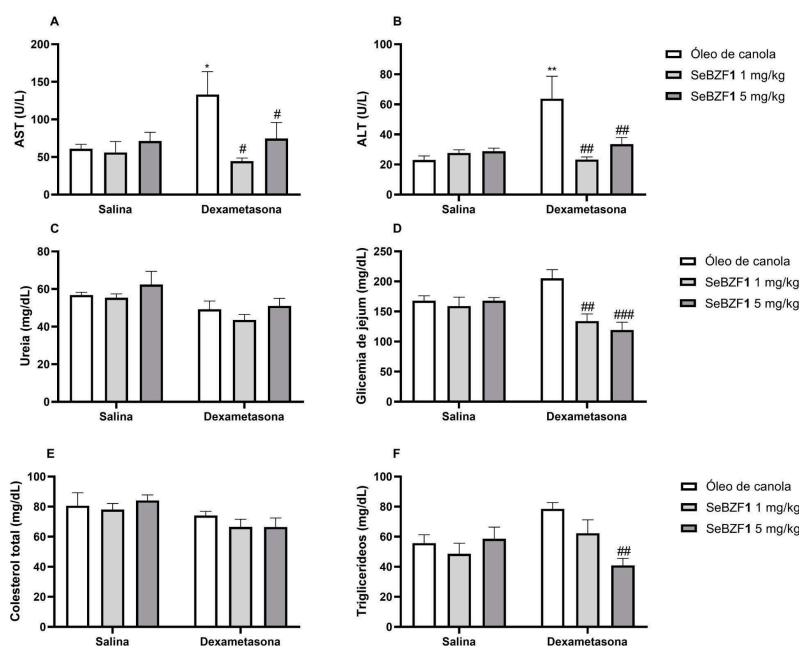 A
AST (U/L)
200
150
100
50
0
*
#
#
Salina
Dexametasona
B
ALT (U/L)
100
80
60
40
20
0
**
##
##
Salina
Dexametasona
Óleo de canola
SeBZF1 1 mg/kg
SeBZF1 5 mg/kg
C
Ureia (mg/dL)
80
60
40
20
0
Salina
Dexametasona
D
Glicemia de jejum (mg/dL)
250
200
150
100
50
0
##
###
Salina
Dexametasona
Óleo de canola
SeBZF1 1 mg/kg
SeBZF1 5 mg/kg
E
Colesterol total (mg/dL)
100
80
60
40
20
0
Salina
Dexametasona
F
Triglicerídeos (mg/dL)
100
80
60
40
20
0
##
Salina
Dexametasona
Óleo de canola
SeBZF1 1 mg/kg
SeBZF1 5 mg/kg